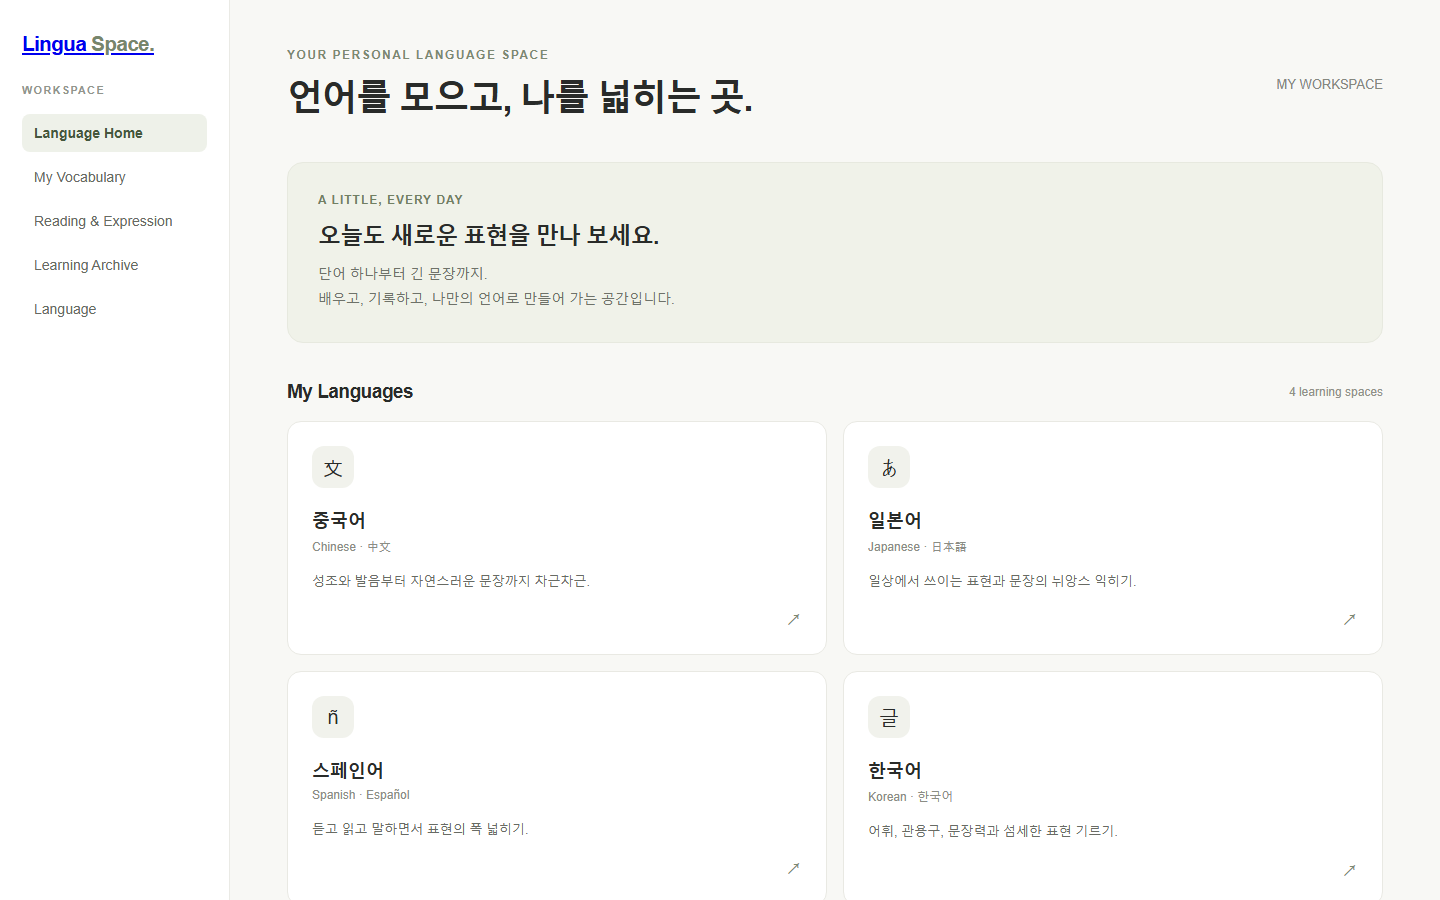 Lingua Space.
WORKSPACE
Language Home
My Vocabulary
Reading & Expression
Learning Archive
Language
YOUR PERSONAL LANGUAGE SPACE
언어를 모으고, 나를 넓히는 곳.
MY WORKSPACE
A LITTLE, EVERY DAY
오늘도 새로운 표현을 만나 보세요.
단어 하나부터 긴 문장까지.
배우고, 기록하고, 나만의 언어로 만들어 가는 공간입니다.
My Languages
4 learning spaces
文
중국어
Chinese · 中文
성조와 발음부터 자연스러운 문장까지 차근차근.
↗
あ
일본어
Japanese · 日本語
일상에서 쓰이는 표현과 문장의 뉘앙스 익히기.
↗
ñ
스페인어
Spanish · Español
듣고 읽고 말하면서 표현의 폭 넓히기.
↗
글
한국어
Korean · 한국어
어휘, 관용구, 문장력과 섬세한 표현 기르기.
↗